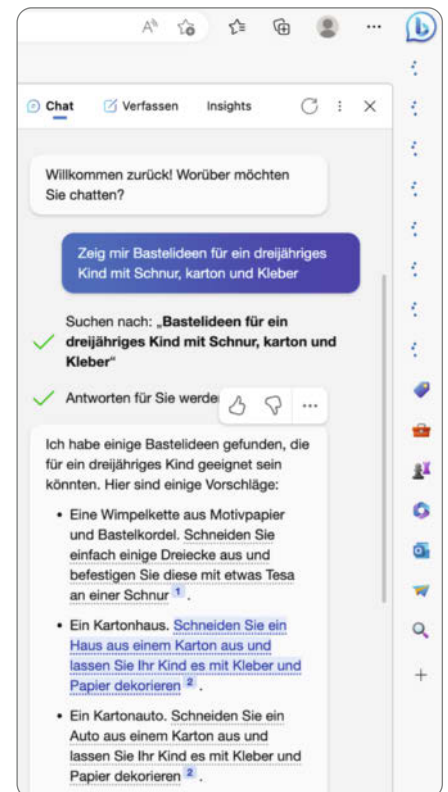 Chat Verfassen Insights
Willkommen zurück! Worüber möchten
Sie chatten?
Zeig mir Bastelideen für ein dreijähriges
Kind mit Schnur, karton und Kleber
Suchen nach: „Bastelideen für ein
dreijähriges Kind mit Schnur, karton und
Kleber“
Antworten für Sie werde
Ich habe einige Bastelideen gefunden, die
für ein dreijähriges Kind geeignet sein
könnten. Hier sind einige Vorschläge:
• Eine Wimpelkette aus Motivpapier
und Bastelkordel. Schneiden Sie
einfach einige Dreiecke aus und
befestigen Sie diese mit etwas Tesa
an einer Schnur 1 .
• Ein Kartonhaus. Schneiden Sie ein
Haus aus einem Karton aus und
lassen Sie Ihr Kind es mit Kleber und
Papier dekorieren 2 .
• Ein Kartonauto. Schneiden Sie ein
Auto aus einem Karton aus und
lassen Sie Ihr Kind es mit Kleber und
Papier dekorieren 2 .